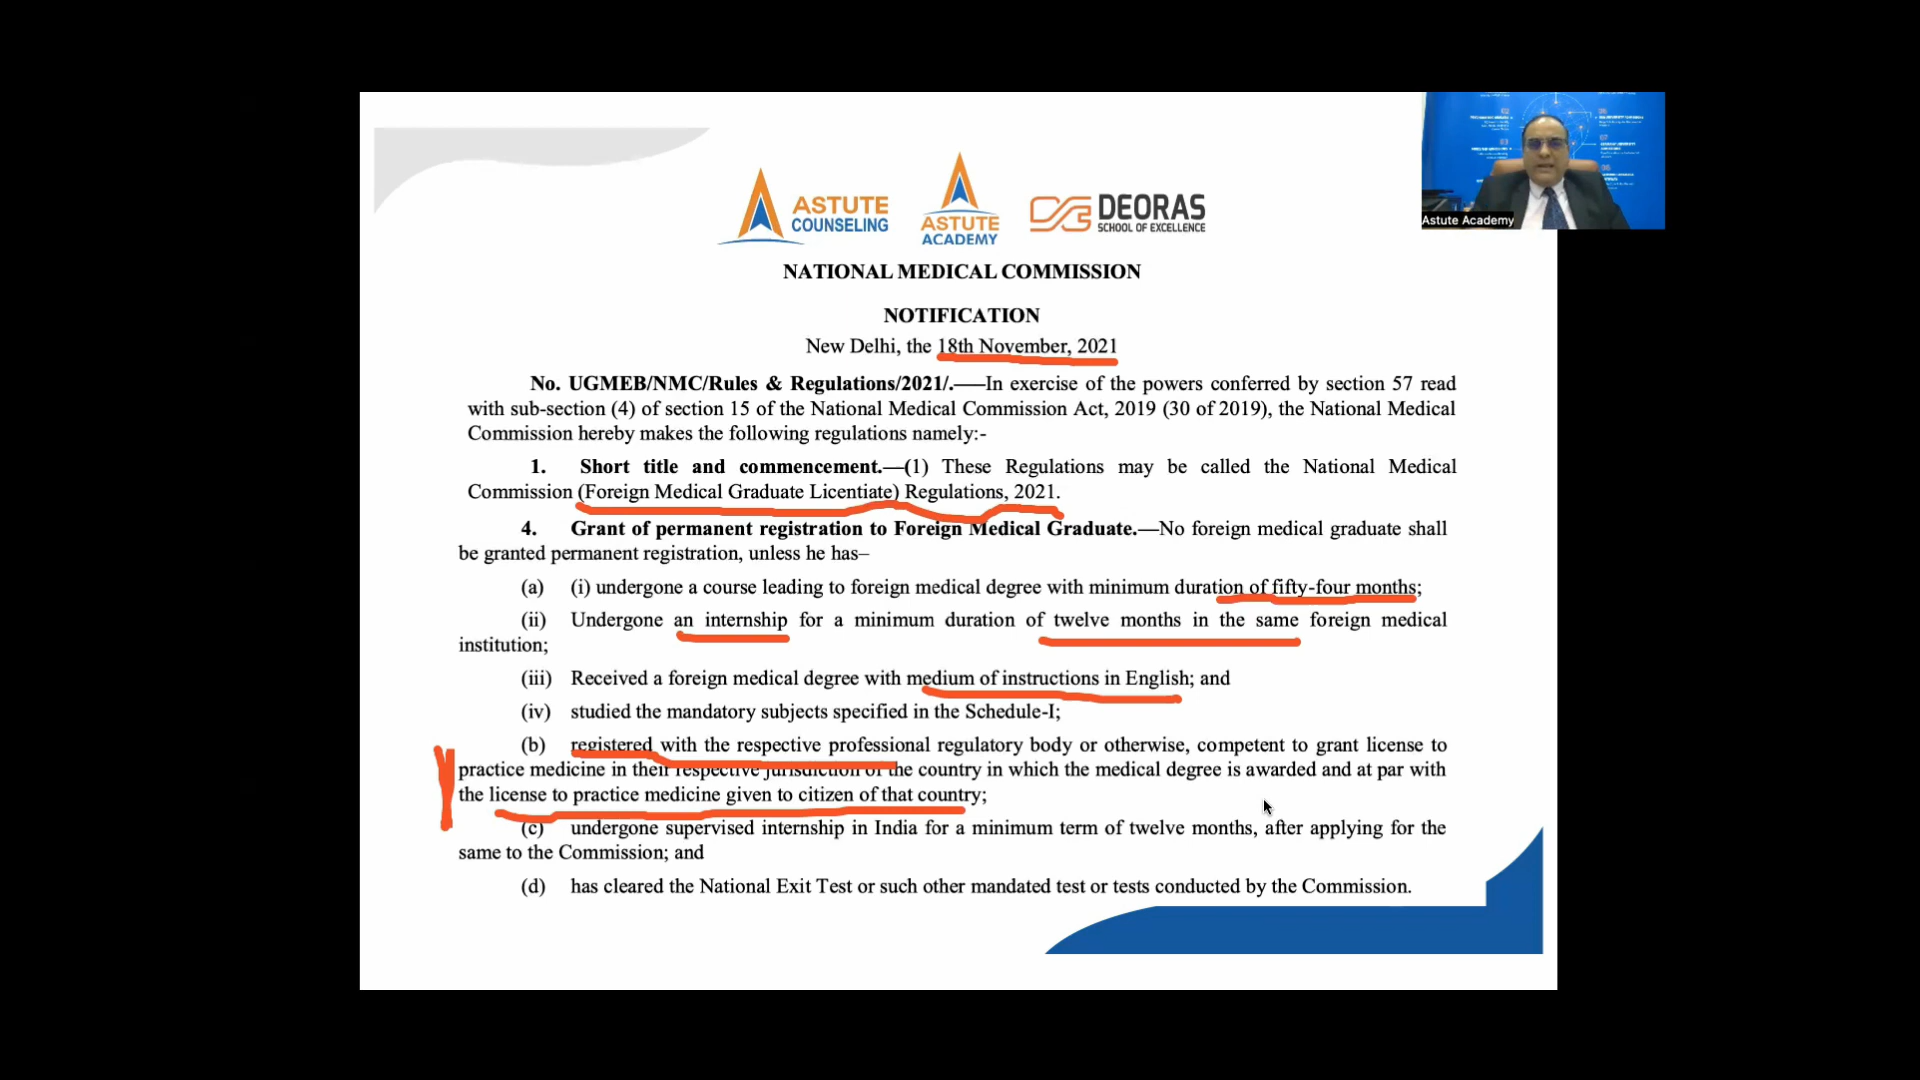 ASTUTE
COUNSELING
ASTUTE
ACADEMY
DEORAS
SCHOOL OF EXCELLENCE
Astute Academy
NATIONAL MEDICAL COMMISSION
NOTIFICATION
New Delhi, the 18th November, 2021
No. UGMEB/NMC/Rules & Regulations/2021/.—–In exercise of the powers conferred by section 57 read
with sub-section (4) of section 15 of the National Medical Commission Act, 2019 (30 of 2019), the National Medical
Commission hereby makes the following regulations namely:-
1. Short title and commencement.—(1) These Regulations may be called the National Medical
Commission (Foreign Medical Graduate Licentiate) Regulations, 2021.
4. Grant of permanent registration to Foreign Medical Graduate.—No foreign medical graduate shall
be granted permanent registration, unless he has–
(a) (i) undergone a course leading to foreign medical degree with minimum duration of fifty-four months;
(ii) Undergone an internship for a minimum duration of twelve months in the same foreign medical
institution;
(iii) Received a foreign medical degree with medium of instructions in English; and
(iv) studied the mandatory subjects specified in the Schedule-I;
(b) registered with the respective professional regulatory body or otherwise, competent to grant license to
practice medicine in their respective jurisdiction of the country in which the medical degree is awarded and at par with
the license to practice medicine given to citizen of that country;
(c) undergone supervised internship in India for a minimum term of twelve months, after applying for the
same to the Commission; and
(d) has cleared the National Exit Test or such other mandated test or tests conducted by the Commission.